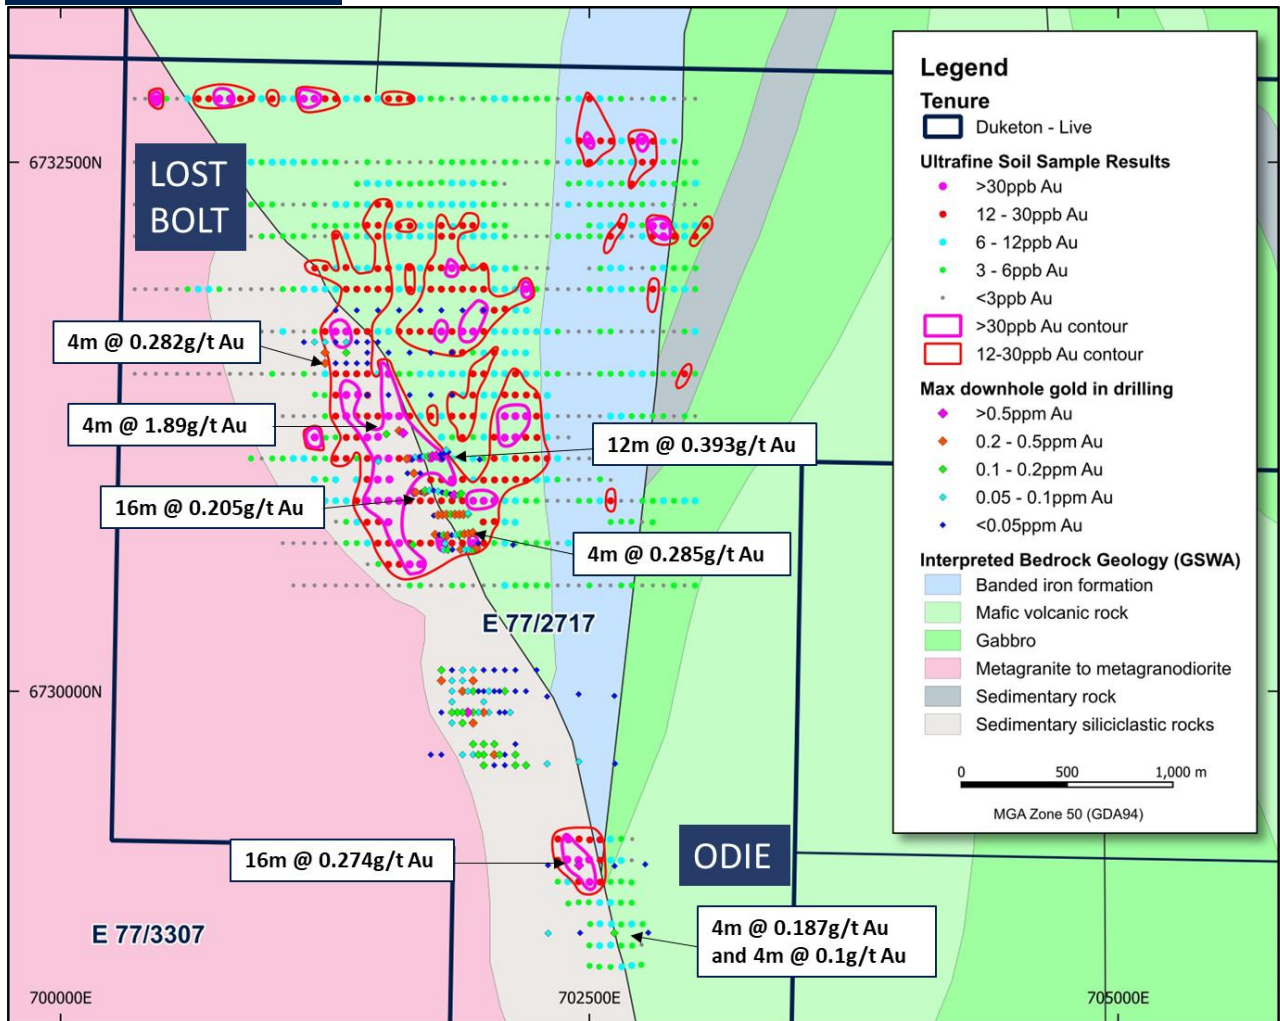 Legend
Tenure
Duketon - Live
Ultrafine Soil Sample Results
>30ppb Au
12 - 30ppb Au
6 - 12ppb Au
3 - 6ppb Au
<3ppb Au
>30ppb Au contour
12-30ppb Au contour
Max downhole gold in drilling
>0.5ppm Au
0.2 - 0.5ppm Au
0.1 - 0.2ppm Au
0.05 - 0.1ppm Au
<0.05ppm Au
Interpreted Bedrock Geology (GSWA)
Banded iron formation
Mafic volcanic rock
Gabbro
Metagranite to metagranodiorite
Sedimentary rock
Sedimentary siliciclastic rocks
0 500 1,000 m
MGA Zone 50 (GDA94)
6732500N
LOST
BOLT
4m @ 0.282g/t Au
4m @ 1.89g/t Au
12m @ 0.393g/t Au
16m @ 0.205g/t Au
4m @ 0.285g/t Au
E 77/2717
6730000N
16m @ 0.274g/t Au
ODIE
4m @ 0.187g/t Au
and 4m @ 0.1g/t Au
E 77/3307
700000E
702500E
705000E